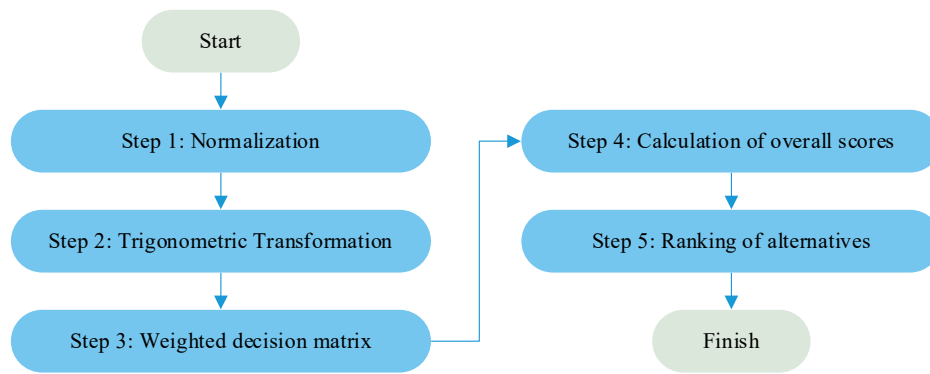 Start
Step 1: Normalization
Step 2: Trigonometric Transformation
Step 3: Weighted decision matrix
Step 4: Calculation of overall scores
Step 5: Ranking of alternatives
Finish